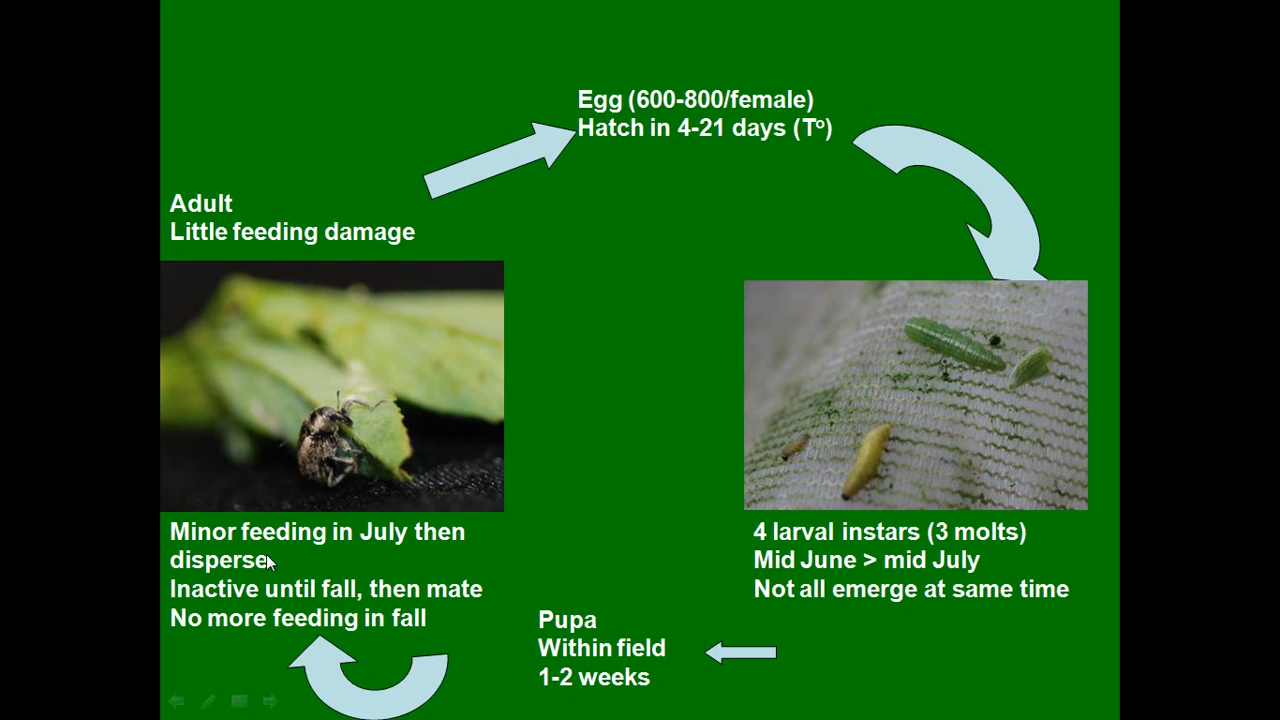 Egg (600-800/female)
Hatch in 4-21 days (Tº)
Adult
Little feeding damage
Minor feeding in July then
disperse
Inactive until fall, then mate
No more feeding in fall
4 larval instars (3 molts)
Mid June > mid July
Not all emerge at same time
Pupa
Within field
1-2 weeks